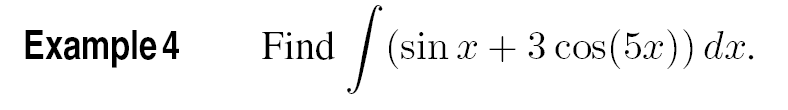 Example 4 Find ∫ (sin x + 3 cos(5x)) dx.